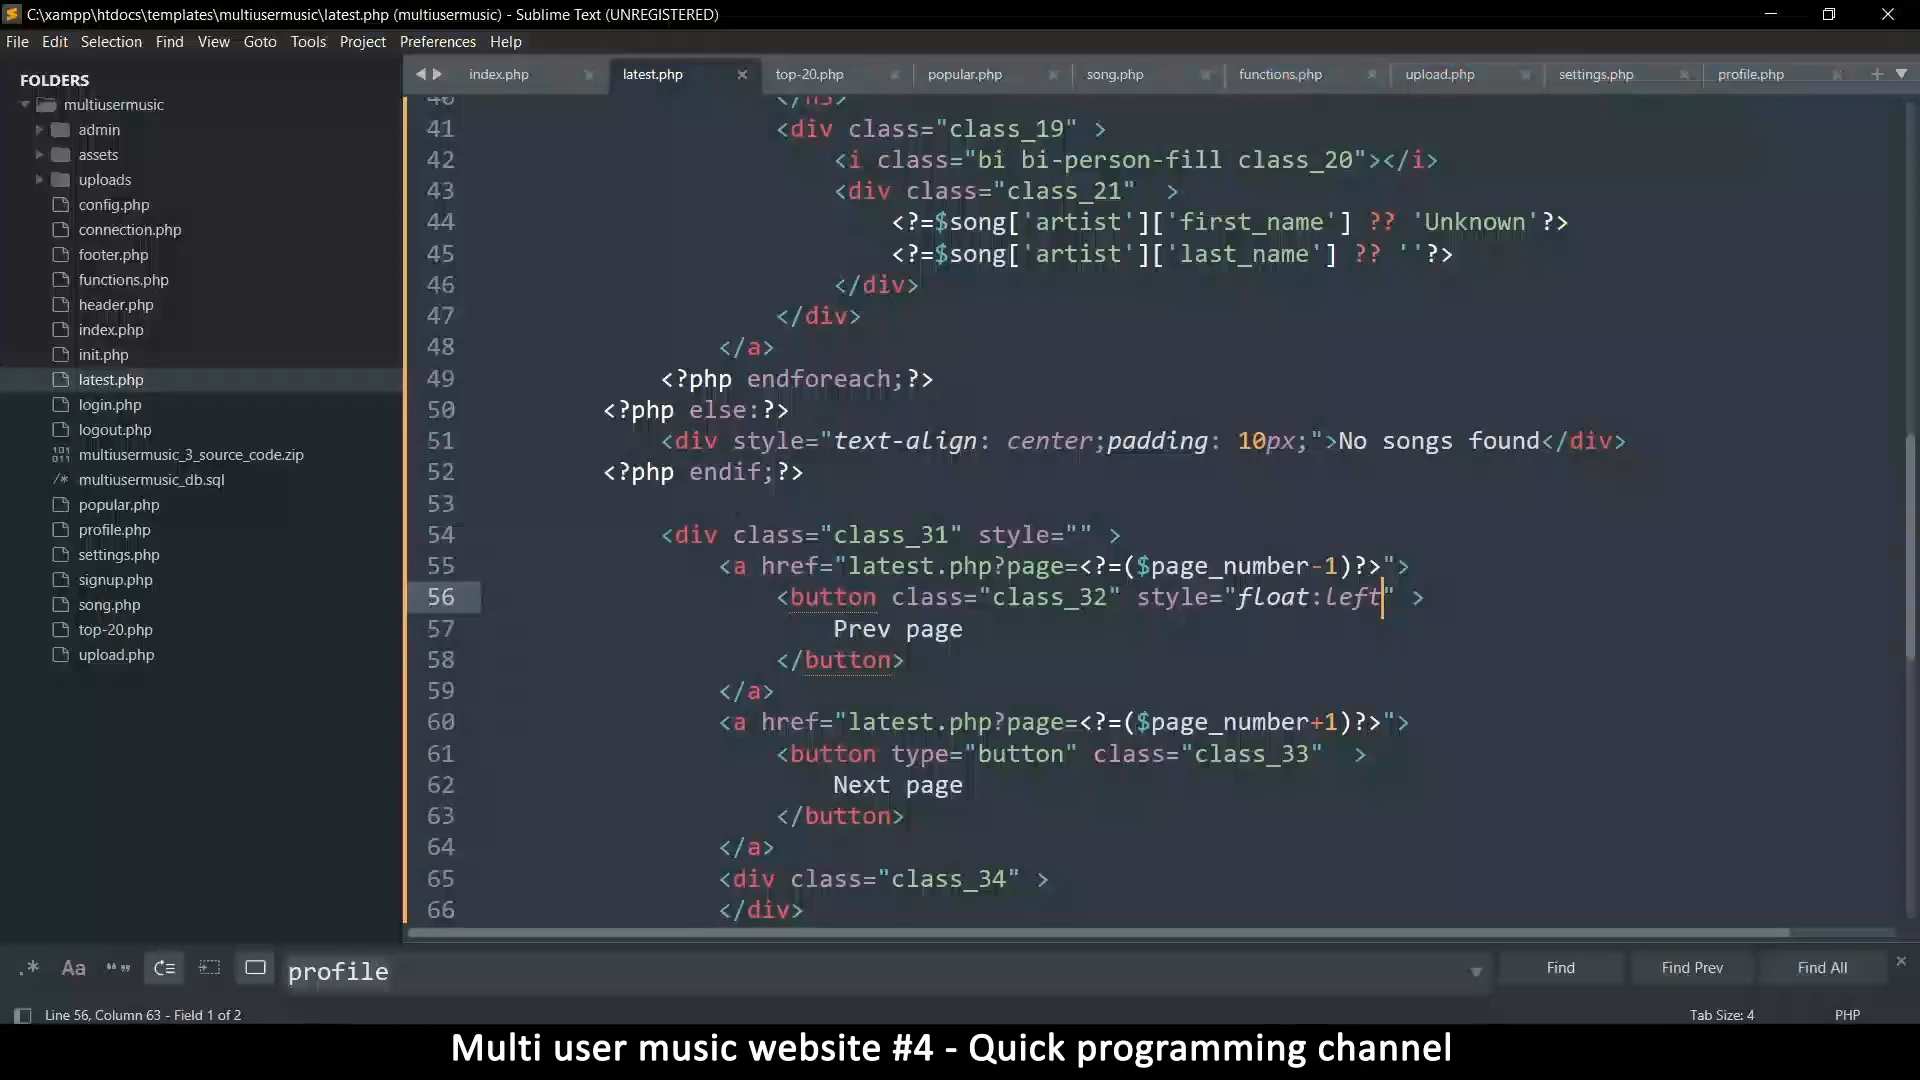 C:\xampp\htdocs\templates\multiusermusic\latest.php (multiusermusic) - Sublime Text (UNREGISTERED)
File Edit Selection Find View Goto Tools Project Preferences Help
FOLDERS
multiusermusic
admin
assets
uploads
config.php
connection.php
footer.php
functions.php
header.php
index.php
init.php
latest.php
login.php
logout.php
multiusermusic_3_source_code.zip
/* multiusermusic_db.sql
popular.php
profile.php
settings.php
signup.php
song.php
top-20.php
upload.php
index.php latest.php top-20.php popular.php song.php functions.php upload.php settings.php profile.php
40 </h3>
41 <div class="class_19" >
42 <i class="bi bi-person-fill class_20"></i>
43 <div class="class_21"  >
44 <?=$song['artist']['first_name'] ?? 'Unknown'?>
45 <?=$song['artist']['last_name'] ?? ''?>
46 </div>
47 </div>
48 </a>
49 <?php endforeach;?>
50 <?php else:?>
51 <div style="text-align: center;padding: 10px;">No songs found</div>
52 <?php endif;?>
53
54 <div class="class_31" style="" >
55 <a href="latest.php?page=<?=($page_number-1)?>">
56 <button class="class_32" style="float:left" >
57 Prev page
58 </button>
59 </a>
60 <a href="latest.php?page=<?=($page_number+1)?>">
61 <button type="button" class="class_33"  >
62 Next page
63 </button>
64 </a>
65 <div class="class_34" >
66 </div>
.* Aa “” profile Find Find Prev Find All
Line 56, Column 63 - Field 1 of 2 Tab Size: 4 PHP
Multi user music website #4 - Quick programming channel